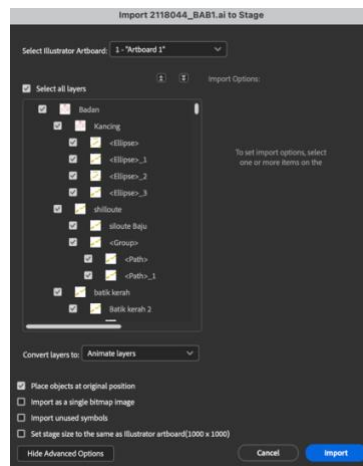 Import 2118044_BAB1.ai to Stage
Select Illustrator Artboard: 1 - "Artboard 1"
Import Options:
Select all layers
Badan
Kancing
<Ellipse>
<Ellipse>_1
<Ellipse>_2
<Ellipse>_3
shilloute
siloute Baju
<Group>
<Path>
<Path>_1
batik kerah
Batik kerah 2
To set import options, select
one or more items on the
Convert layers to: Animate layers
Place objects at original position
Import as a single bitmap image
Import unused symbols
Set stage size to the same as Illustrator artboard(1000 x 1000)
Hide Advanced Options
Cancel
Import